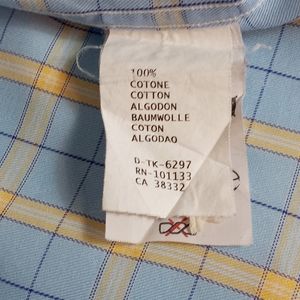 100%
COTONE
COTTON
ALGODON
BAUMWOLLE
COTON
ALGODAO
D-TK-6297
RN-101133
CA 38332